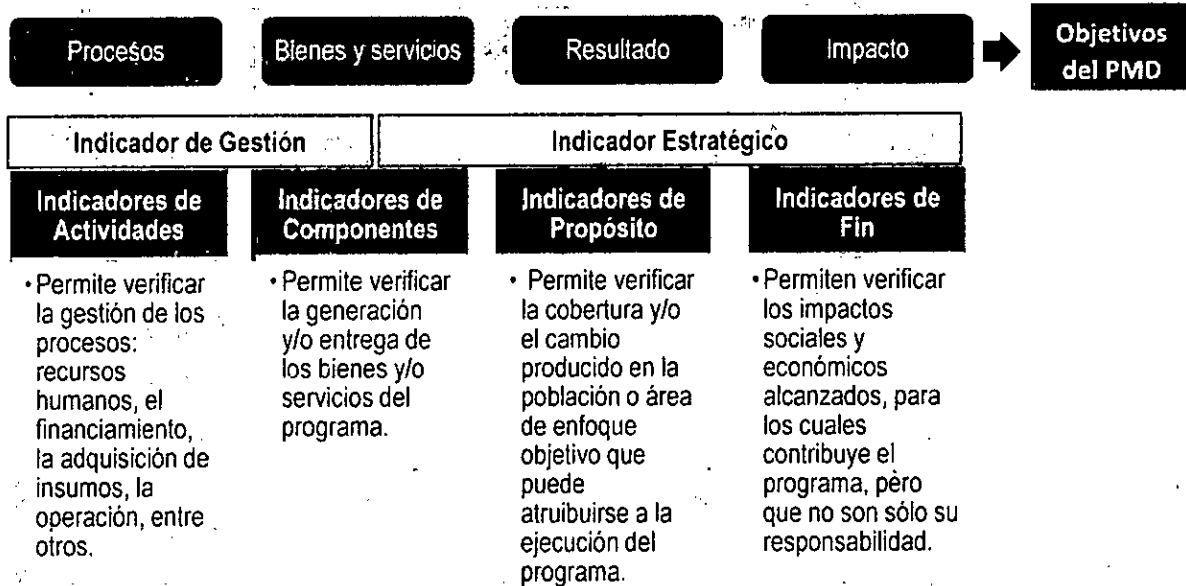 Procesos
Bienes y servicios
Resultado
Impacto
Objetivos
del PMD
Indicador de Gestión
Indicador Estratégico
Indicadores de
Actividades
• Permite verificar
la gestión de los
procesos:
recursos
humanos, el
financiamiento,
la adquisición de
insumos, la
operación, entre
otros.
Indicadores de
Componentes
• Permite verificar
la generación
y/o entrega de
los bienes y/o
servicios del
programa.
Indicadores de
Propósito
• Permite verificar
la cobertura y/o
el cambio
producido en la
población o área
de enfoque
objetivo que
puede
atruibuirse a la
ejecución del
programa.
Indicadores de
Fin
• Permiten verificar
los impactos
sociales y
económicos
alcanzados, para
los cuales
contribuye el
programa, pero
que no son sólo su
responsabilidad.